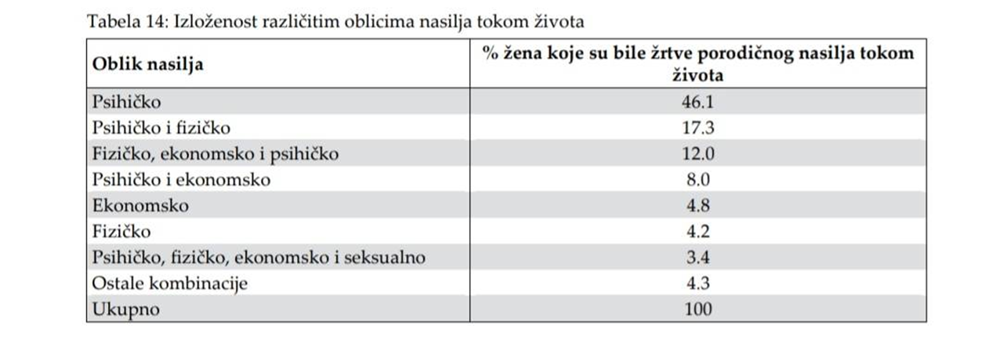 Tabela 14: Izloženost različitim oblicima nasilja tokom života
Oblik nasilja
% žena koje su bile žrtve porodičnog nasilja tokom
života
Psihičko 46.1
Psihičko i fizičko 17.3
Fizičko, ekonomsko i psihičko 12.0
Psihičko i ekonomsko 8.0
Ekonomsko 4.8
Fizičko 4.2
Psihičko, fizičko, ekonomsko i seksualno 3.4
Ostale kombinacije 4.3
Ukupno 100